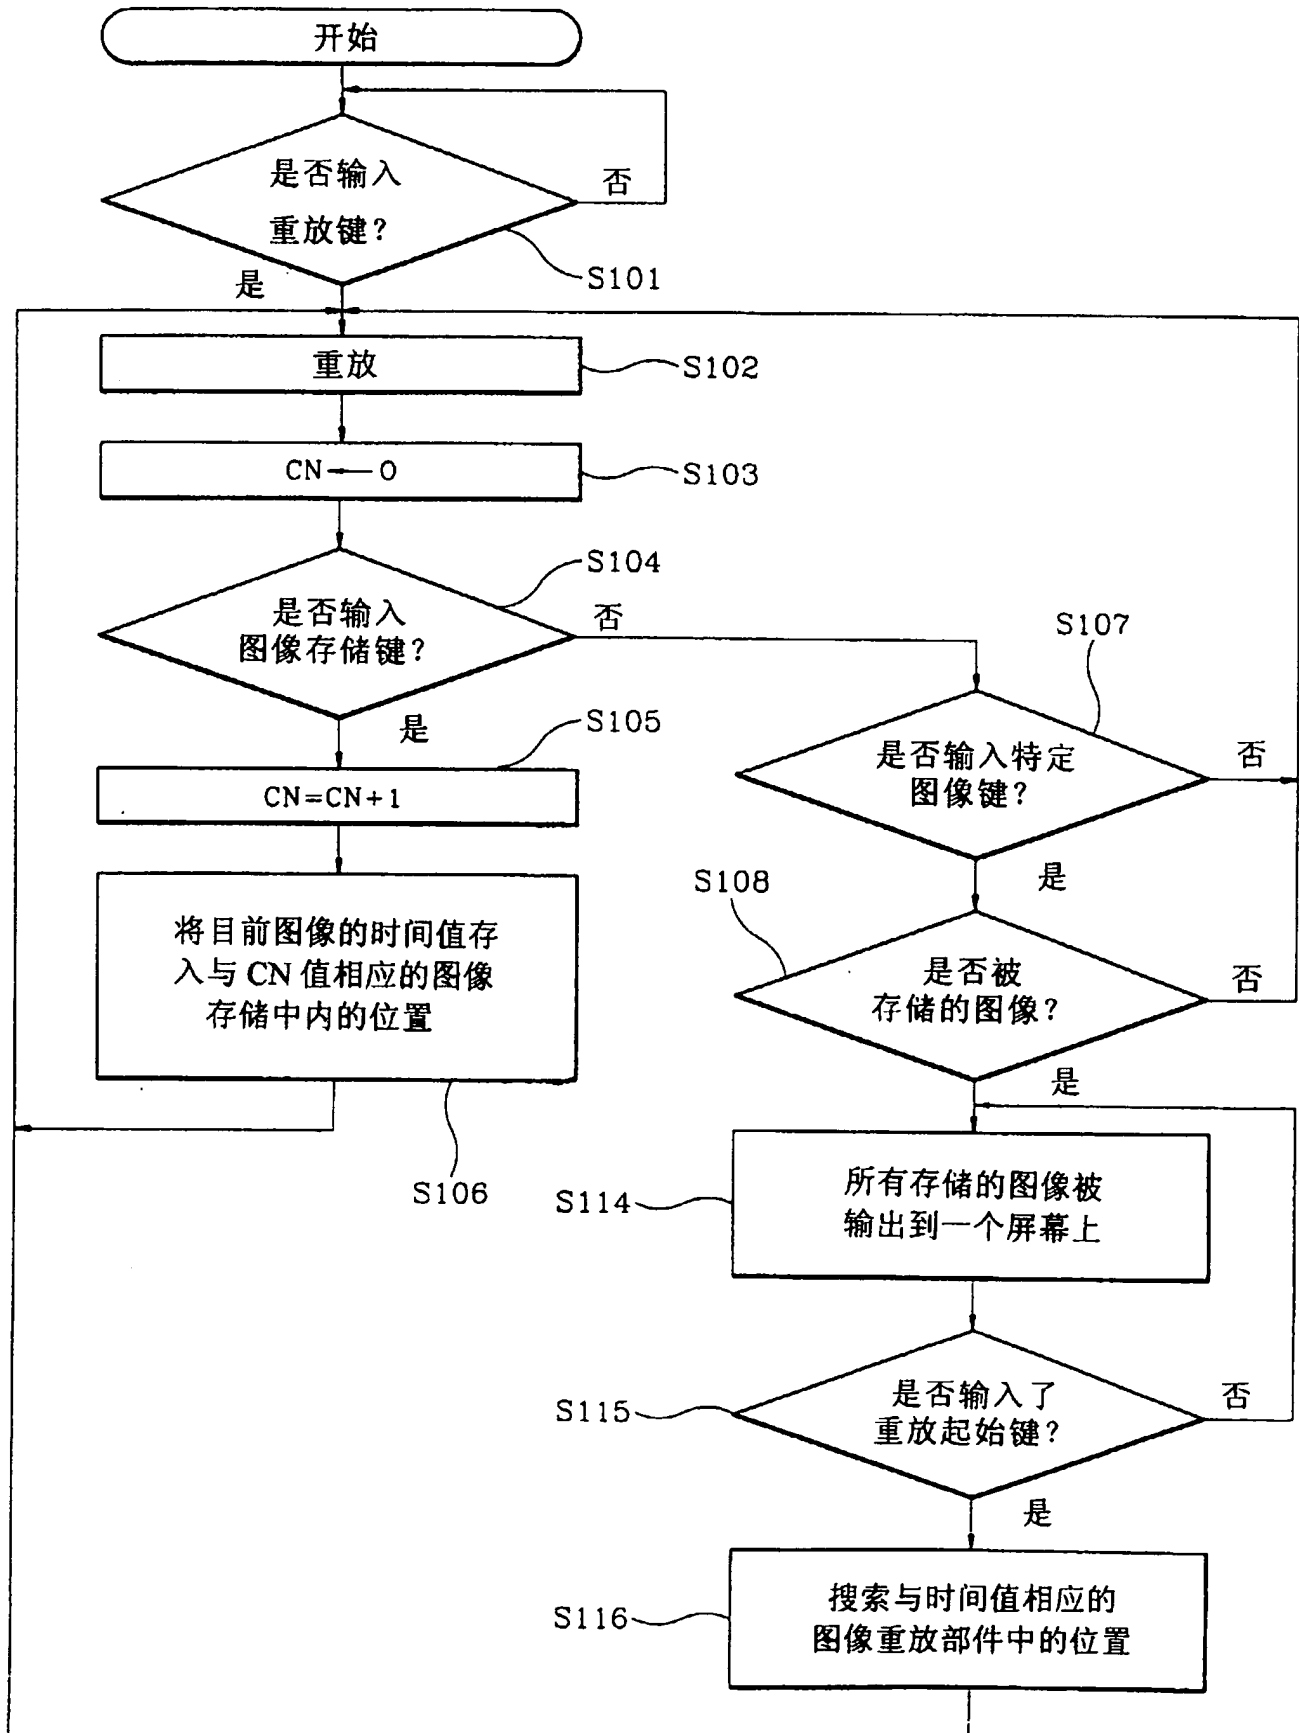 开始
是否输入
重放键?
否
是
S101
重放
S102
CN←0
S103
S104
是否输入
图像存储键?
否
是
S105
CN=CN+1
将目前图像的时间值存
入与CN值相应的图像
存储中内的位置
S106
S107
是否输入特定
图像键?
否
是
S108
是否被
存储的图像?
否
是
S114
所有存储的图像被
输出到一个屏幕上
S115
是否输入了
重放起始键?
否
是
S116
搜索与时间值相应的
图像重放部件中的位置